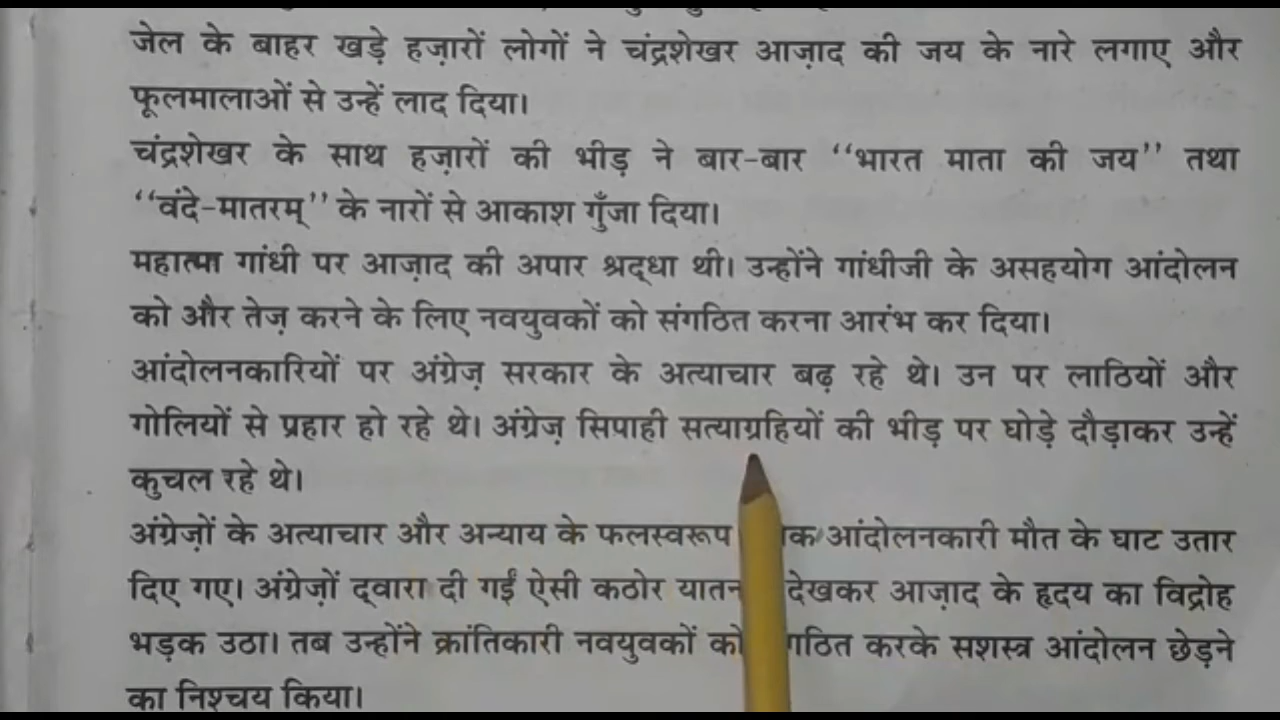 जेल के बाहर खड़े हज़ारों लोगों ने चंद्रशेखर आज़ाद की जय के नारे लगाए और
फूलमालाओं से उन्हें लाद दिया।
चंद्रशेखर के साथ हज़ारों की भीड़ ने बार-बार ‘‘भारत माता की जय’’ तथा
‘‘वंदे-मातरम्’’ के नारों से आकाश गुँजा दिया।
महात्मा गांधी पर आज़ाद की अपार श्रद्धा थी। उन्होंने गांधीजी के असहयोग आंदोलन
को और तेज़ करने के लिए नवयुवकों को संगठित करना आरंभ कर दिया।
आंदोलनकारियों पर अंग्रेज़ सरकार के अत्याचार बढ़ रहे थे। उन पर लाठियों और
गोलियों से प्रहार हो रहे थे। अंग्रेज़ सिपाही सत्याग्रहियों की भीड़ पर घोड़े दौड़ाकर उन्हें
कुचल रहे थे।
अंग्रेज़ों के अत्याचार और अन्याय के फलस्वरूप आंदोलनकारी मौत के घाट उतार
दिए गए। अंग्रेज़ों द्वारा दी गईं ऐसी कठोर देखकर आज़ाद के हृदय का विद्रोह
भड़क उठा। तब उन्होंने क्रांतिकारी नवयुवकों को करके सशस्त्र आंदोलन छेड़ने
का निश्चय किया।